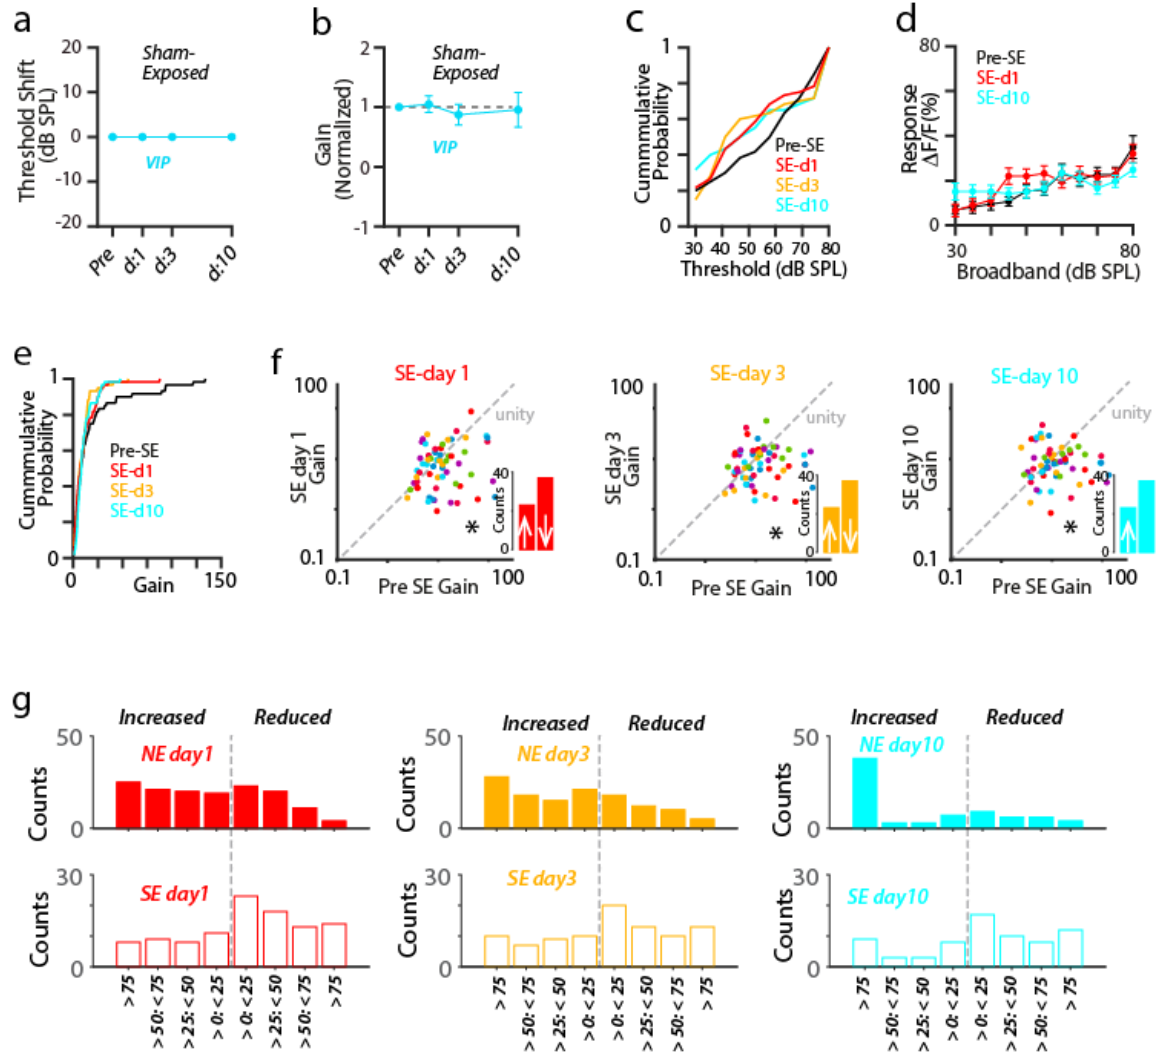 a
Sham-
Exposed
Threshold Shift
(dB SPL)
20
10
0
-10
-20
VIP
Pre
d:1
d:3
d:10
b
Sham-
Exposed
Gain
(Normalized)
2
1
0
-1
VIP
Pre
d:1
d:3
d:10
c
Cummulative
Probability
1
0
Pre-SE
SE-d1
SE-d3
SE-d10
30 40 50 60 70 80
Threshold (dB SPL)
d
Response
ΔF/F(%)
80
0
Pre-SE
SE-d1
SE-d10
30 80
Broadband (dB SPL)
e
Cummulative
Probability
1
0
Pre-SE
SE-d1
SE-d3
SE-d10
0 150
Gain
f
SE-day 1
100
unity
SE day 1
Gain
40
Counts
0
*
0.1
0.1 100
Pre SE Gain
SE-day 3
100
unity
SE day 3
Gain
40
Counts
0
*
0.1
0.1 100
Pre SE Gain
SE-day 10
100
unity
SE day 10
Gain
40
Counts
0
*
0.1
0.1 100
Pre SE Gain
g
Increased Reduced
50
NE day1
Counts
0
30
SE day1
Counts
0
> 75
> 50: < 75
> 25: < 50
> 0: < 25
> 0: < 25
> 25: < 50
> 50: < 75
> 75
Increased Reduced
50
NE day3
Counts
0
30
SE day3
Counts
0
> 75
> 50: < 75
> 25: < 50
> 0: < 25
> 0: < 25
> 25: < 50
> 50: < 75
> 75
Increased Reduced
50
NE day10
Counts
0
30
SE day10
Counts
0
> 75
> 50: < 75
> 25: < 50
> 0: < 25
> 0: < 25
> 25: < 50
> 50: < 75
> 75